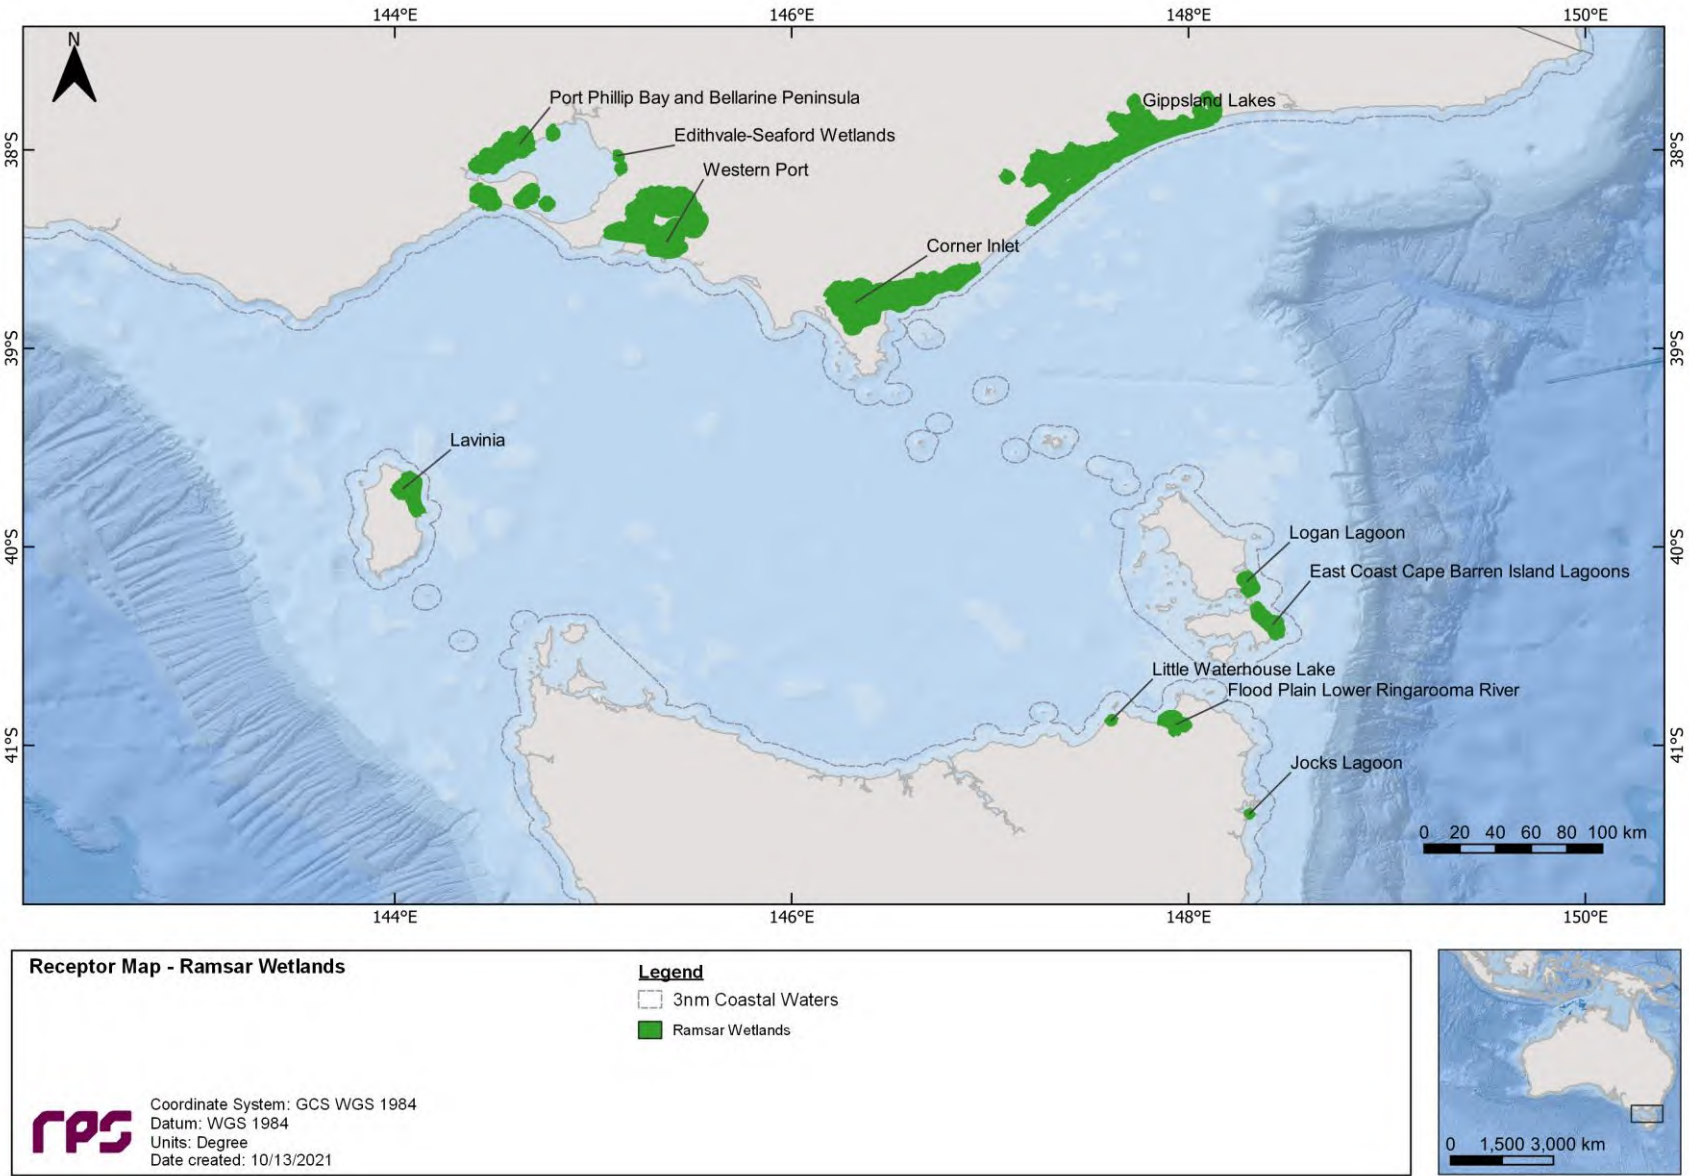 144°E 146°E 148°E 150°E
N
Port Phillip Bay and Bellarine Peninsula
Gippsland Lakes
Edithvale-Seaford Wetlands
38°S 38°S
Western Port
Corner Inlet
39°S 39°S
Lavinia
Logan Lagoon
40°S 40°S
East Coast Cape Barren Island Lagoons
Little Waterhouse Lake
Flood Plain Lower Ringarooma River
41°S 41°S
Jocks Lagoon
0 20 40 60 80 100 km
144°E 146°E 148°E 150°E
Receptor Map - Ramsar Wetlands
Legend
3nm Coastal Waters
Ramsar Wetlands
rps
Coordinate System: GCS WGS 1984
Datum: WGS 1984
Units: Degree
Date created: 10/13/2021
0 1,500 3,000 km